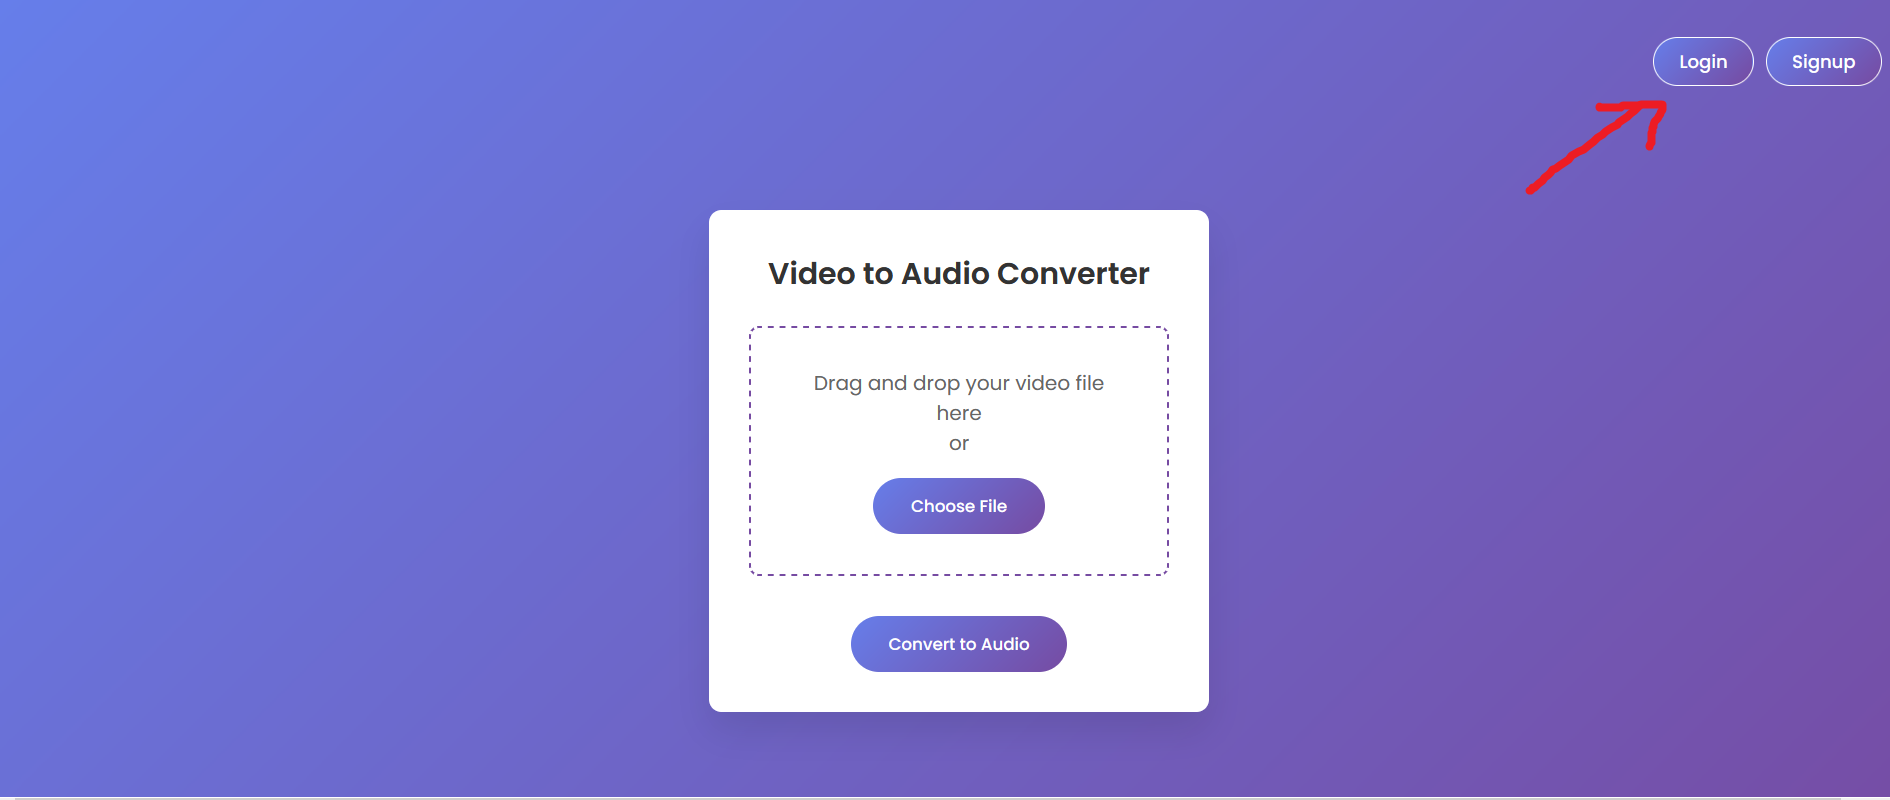 Login Signup
Video to Audio Converter
Drag and drop your video file
here
or
Choose File
Convert to Audio